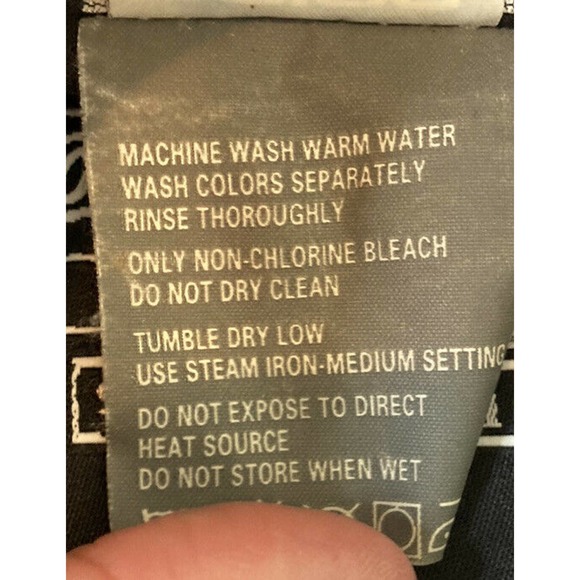 MACHINE WASH WARM WATER
WASH COLORS SEPARATELY
RINSE THOROUGHLY
ONLY NON-CHLORINE BLEACH
DO NOT DRY CLEAN
TUMBLE DRY LOW
USE STEAM IRON-MEDIUM SETTING
DO NOT EXPOSE TO DIRECT
HEAT SOURCE
DO NOT STORE WHEN WET